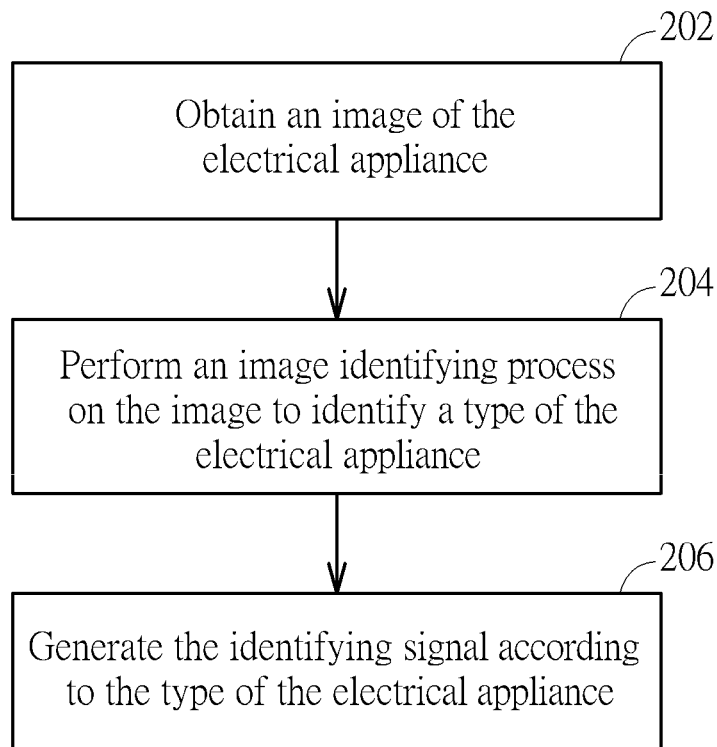 202
Obtain an image of the
electrical appliance
204
Perform an image identifying process
on the image to identify a type of the
electrical appliance
206
Generate the identifying signal according
to the type of the electrical appliance